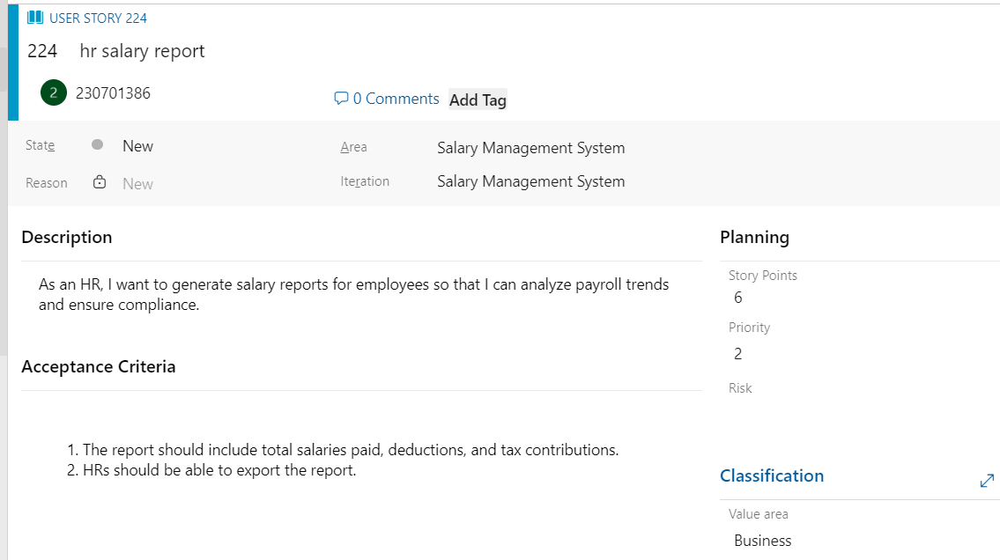 USER STORY 224
224 hr salary report
2 230701386
0 Comments Add Tag
State New Area Salary Management System
Reason New Iteration Salary Management System
Description
As an HR, I want to generate salary reports for employees so that I can analyze payroll trends
and ensure compliance.
Acceptance Criteria
1. The report should include total salaries paid, deductions, and tax contributions.
2. HRs should be able to export the report.
Planning
Story Points
6
Priority
2
Risk
Classification
Value area
Business